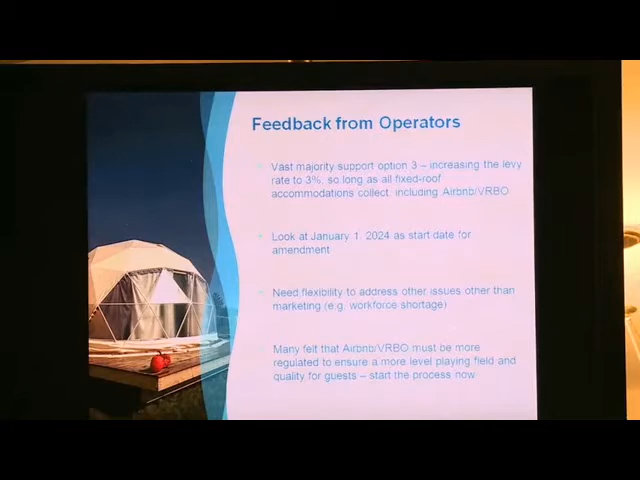 Feedback from Operators
Vast majority support option 3 – increasing the levy
rate to 3%, so long as all fixed-roof
accommodations collect, including Airbnb/VRBO
Look at January 1, 2024 as start date for
amendment
Need flexibility to address other issues other than
marketing (e.g. workforce shortage)
Many felt that Airbnb/VRBO must be more
regulated to ensure a more level playing field and
quality for guests – start the process now